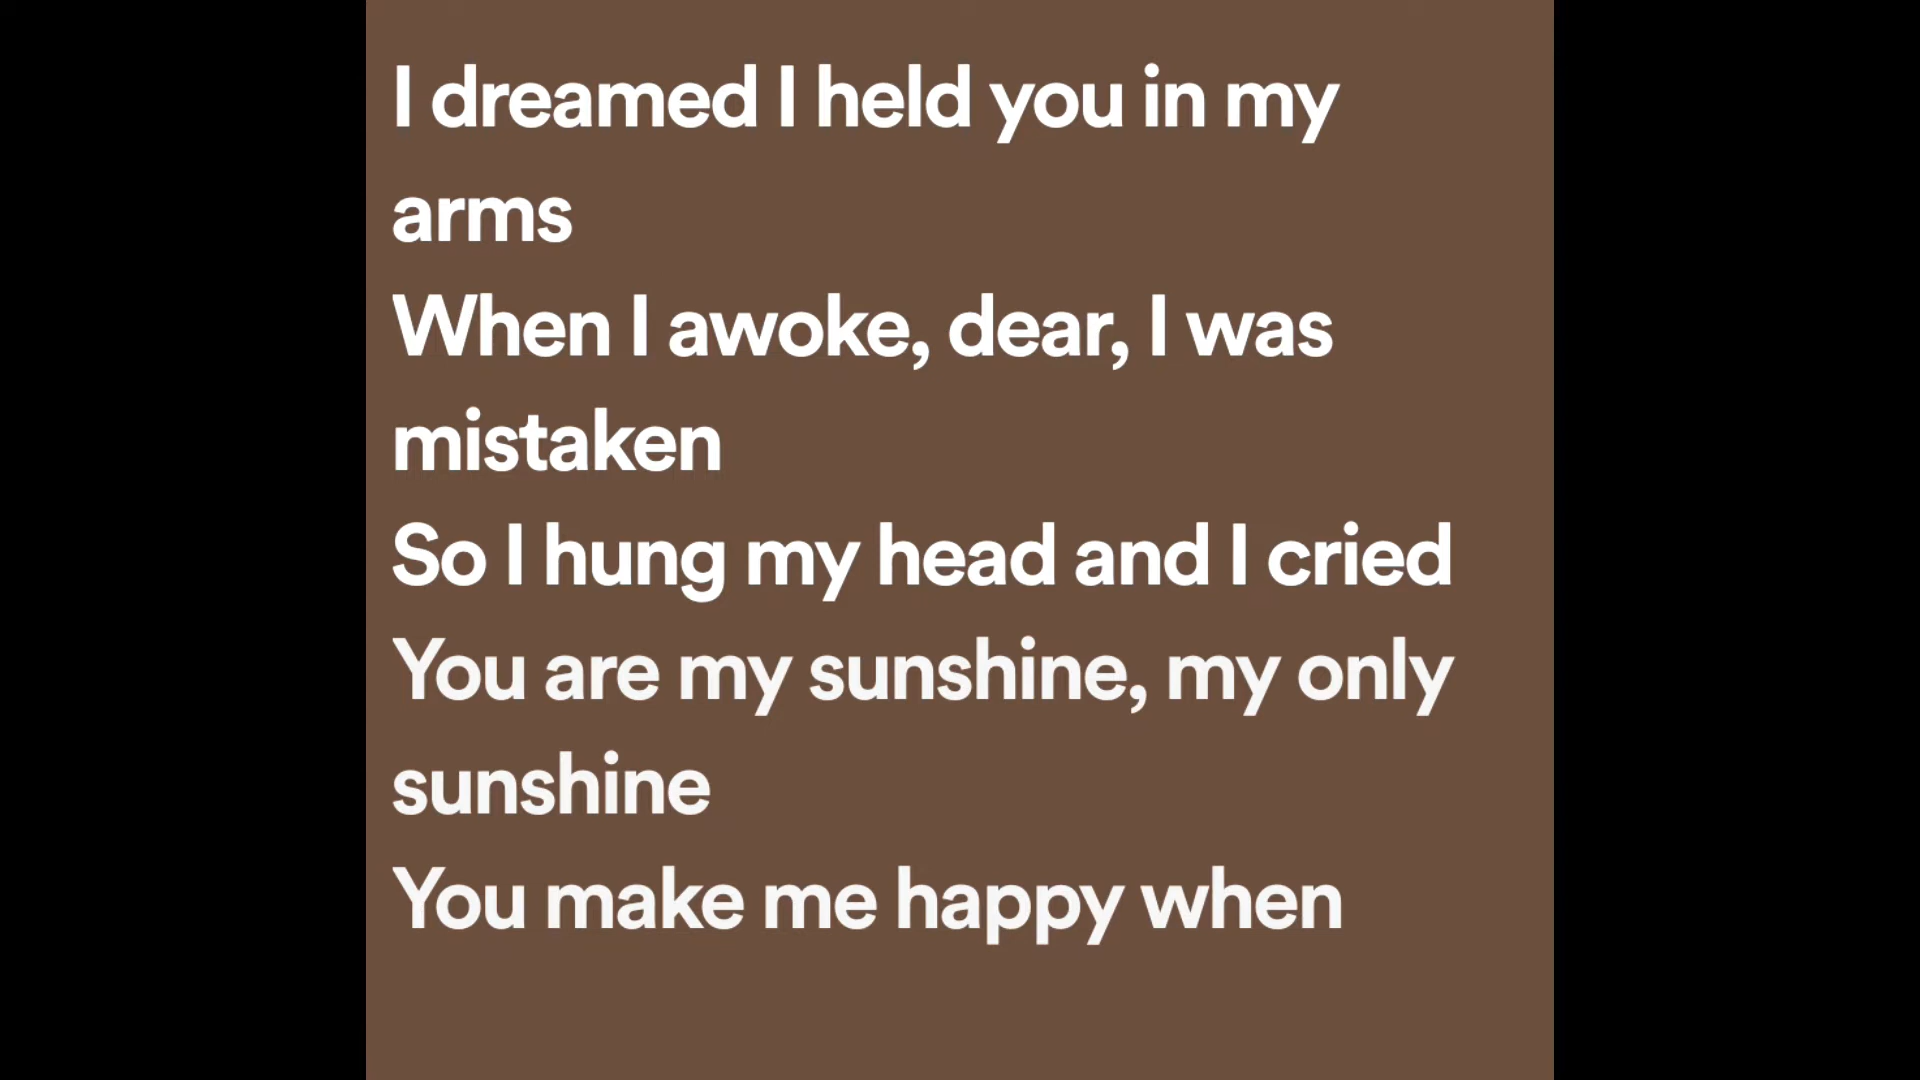 I dreamed I held you in my
arms
When I awoke, dear, I was
mistaken
So I hung my head and I cried
You are my sunshine, my only
sunshine
You make me happy when